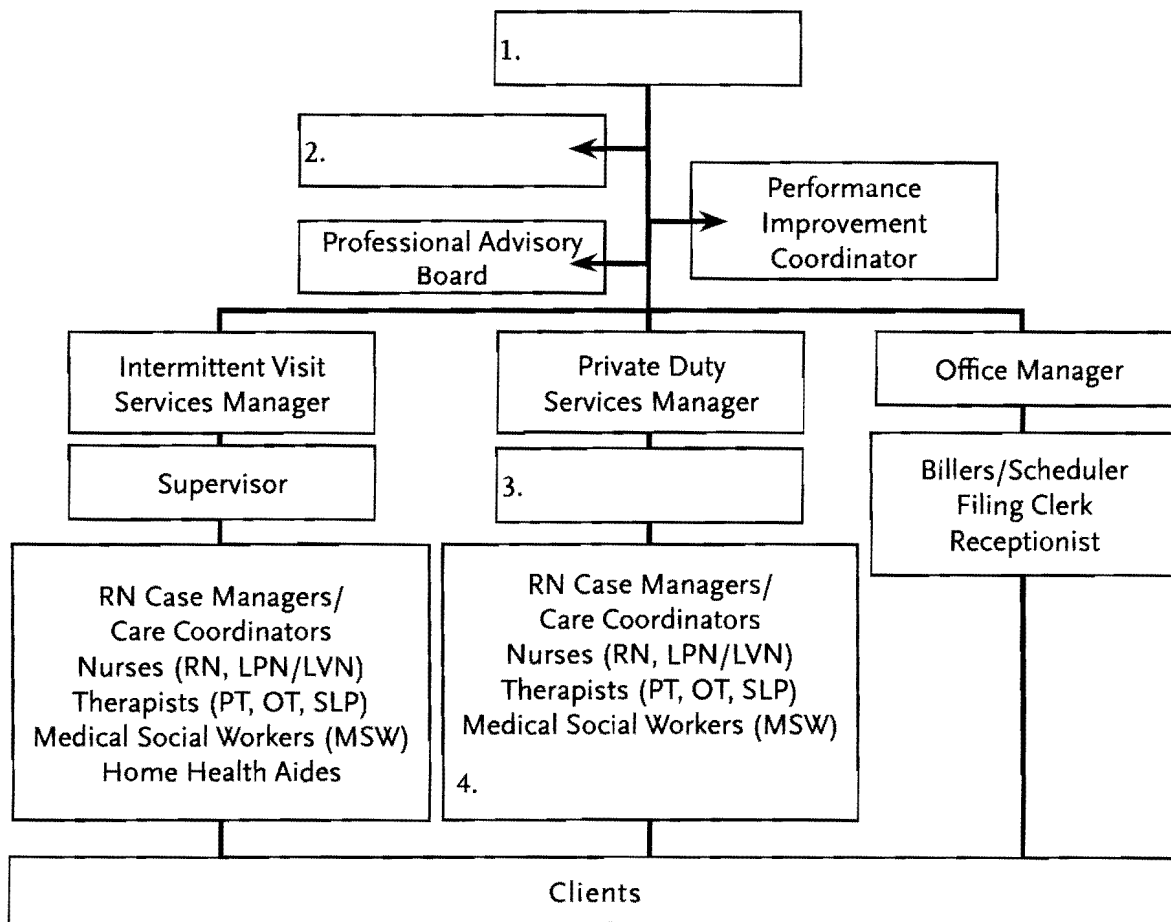 1.
2.
Performance
Improvement
Coordinator
Professional Advisory
Board
Intermittent Visit
Services Manager
Private Duty
Services Manager
Office Manager
Supervisor
3.
Billers/Scheduler
Filing Clerk
Receptionist
RN Case Managers/
Care Coordinators
Nurses (RN, LPN/LVN)
Therapists (PT, OT, SLP)
Medical Social Workers (MSW)
Home Health Aides
RN Case Managers/
Care Coordinators
Nurses (RN, LPN/LVN)
Therapists (PT, OT, SLP)
Medical Social Workers (MSW)
4.
Clients